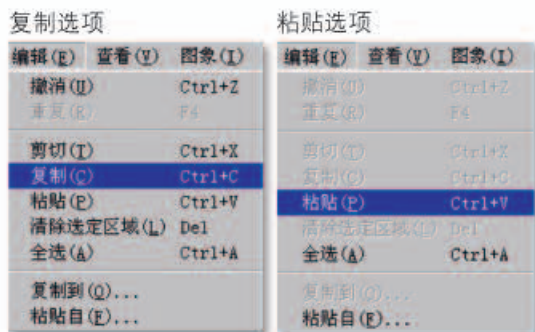 复制选项
编辑(E) 查看(V) 图象(I)
撤消(U) Ctrl+Z
重复(R) F4
剪切(T) Ctrl+X
复制(C) Ctrl+C
粘贴(P) Ctrl+V
清除选定区域(L) Del
全选(A) Ctrl+A
复制到(O)...
粘贴自(F)...
粘贴选项
编辑(E) 查看(V) 图象(I)
撤消(U) Ctrl+Z
重复(R) F4
剪切(T) Ctrl+X
复制(C) Ctrl+C
粘贴(P) Ctrl+V
清除选定区域(L) Del
全选(A) Ctrl+A
复制到(O)...
粘贴自(F)...